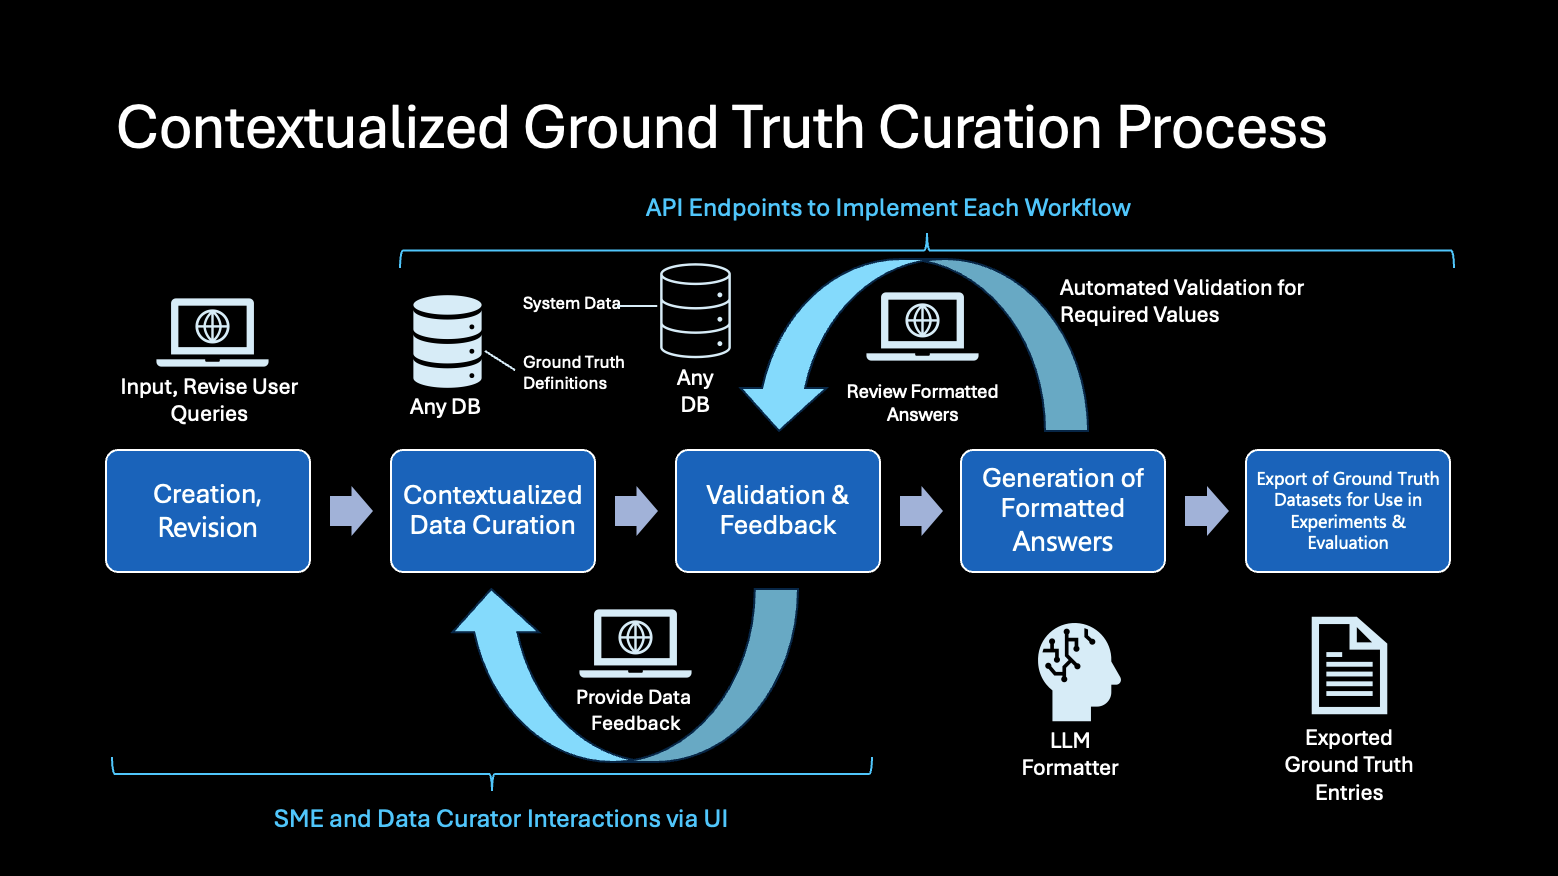 Contextualized Ground Truth Curation Process
API Endpoints to Implement Each Workflow
Input, Revise User
Queries
Any DB
System Data
Ground Truth
Definitions
Any
DB
Review Formatted
Answers
Automated Validation for
Required Values
Creation,
Revision
Contextualized
Data Curation
Validation &
Feedback
Generation of
Formatted
Answers
Export of Ground Truth
Datasets for Use in
Experiments &
Evaluation
Provide Data
Feedback
LLM
Formatter
Exported
Ground Truth
Entries
SME and Data Curator Interactions via UI